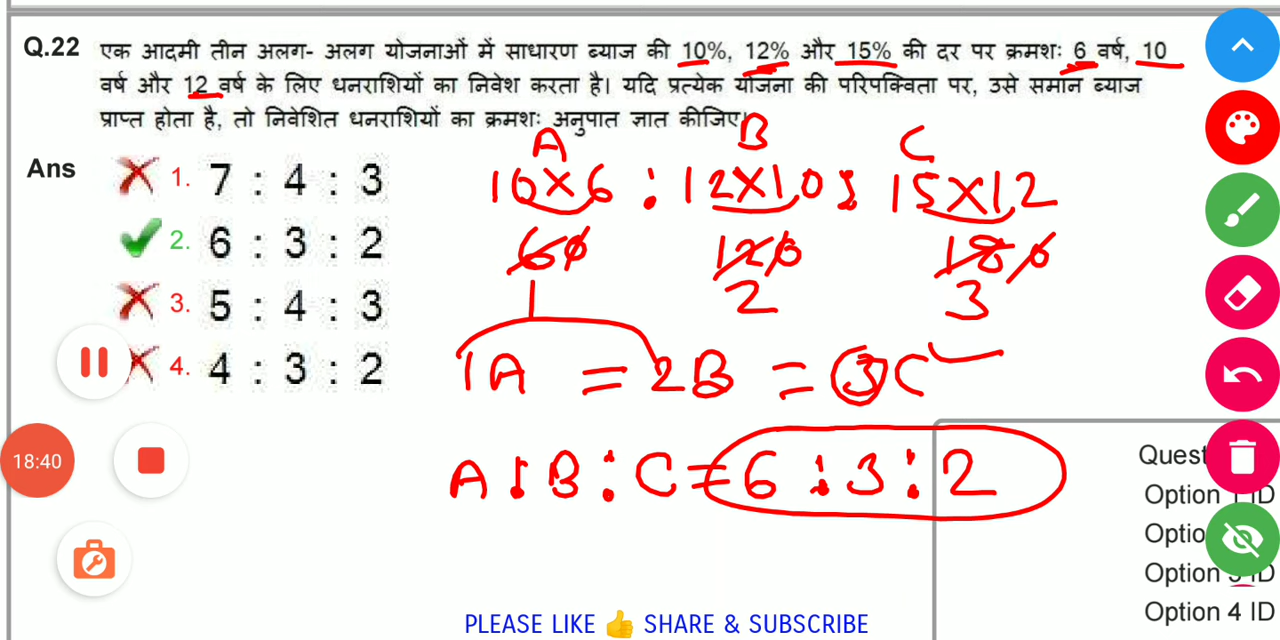 Q.22 एक आदमी तीन अलग- अलग योजनाओं में साधारण ब्याज की 10%, 12% और 15% की दर पर क्रमशः 6 वर्ष, 10
वर्ष और 12 वर्ष के लिए धनराशियों का निवेश करता है। यदि प्रत्येक योजना की परिपक्विता पर, उसे समान ब्याज
प्राप्त होता है, तो निवेशित धनराशियों का क्रमशः अनुपात ज्ञात कीजिए।
A B C
Ans 1. 7 : 4 : 3
10×6 : 12×10 : 15×12
2. 6 : 3 : 2
60 120 180
3. 5 : 4 : 3
1 2 3
4. 4 : 3 : 2
1A = 2B = 3C
18:40
A:B:C=6:3:2
Quest
Option 1 ID
Optio
Option 3 ID
Option 4 ID
PLEASE LIKE 👍 SHARE & SUBSCRIBE